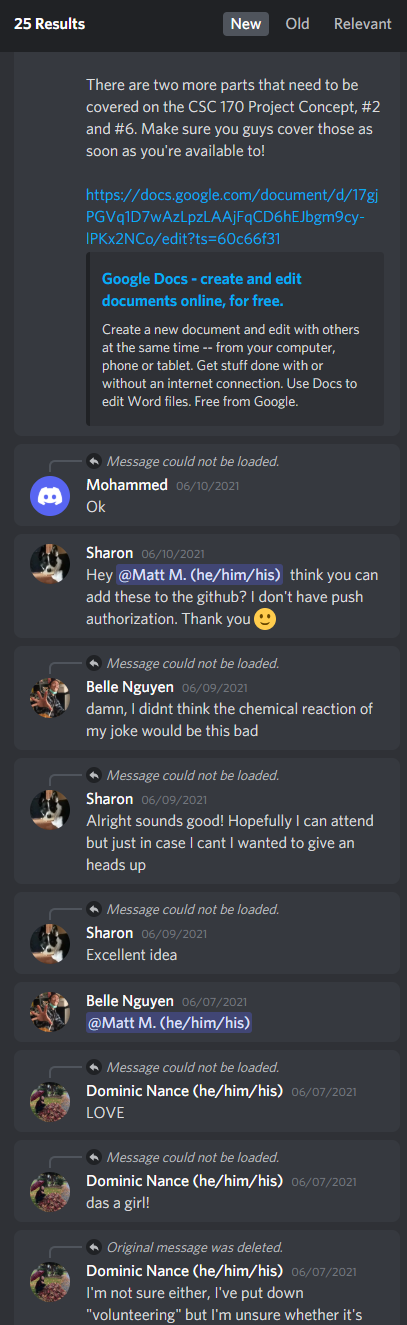 25 Results
New Old Relevant
There are two more parts that need to be
covered on the CSC 170 Project Concept, #2
and #6. Make sure you guys cover those as
soon as you're available to!
https://docs.google.com/document/d/17gj
PGVq1D7wAzLpzLAAjFqCD6hEJbgm9cy-
lPKx2NCo/edit?ts=60c66f31
Google Docs - create and edit
documents online, for free.
Create a new document and edit with others
at the same time -- from your computer,
phone or tablet. Get stuff done with or
without an internet connection. Use Docs to
edit Word files. Free from Google.
Message could not be loaded.
Mohammed 06/10/2021
Ok
Sharon 06/10/2021
Hey @Matt M. (he/him/his) think you can
add these to the github? I don't have push
authorization. Thank you 🙂
Message could not be loaded.
Belle Nguyen 06/09/2021
damn, I didnt think the chemical reaction of
my joke would be this bad
Message could not be loaded.
Sharon 06/09/2021
Alright sounds good! Hopefully I can attend
but just in case I cant I wanted to give an
heads up
Message could not be loaded.
Sharon 06/09/2021
Excellent idea
Belle Nguyen 06/07/2021
@Matt M. (he/him/his)
Message could not be loaded.
Dominic Nance (he/him/his) 06/07/2021
LOVE
Message could not be loaded.
Dominic Nance (he/him/his) 06/07/2021
das a girl!
Original message was deleted.
Dominic Nance (he/him/his) 06/07/2021
I'm not sure either, I've put down
"volunteering" but I'm unsure whether it's